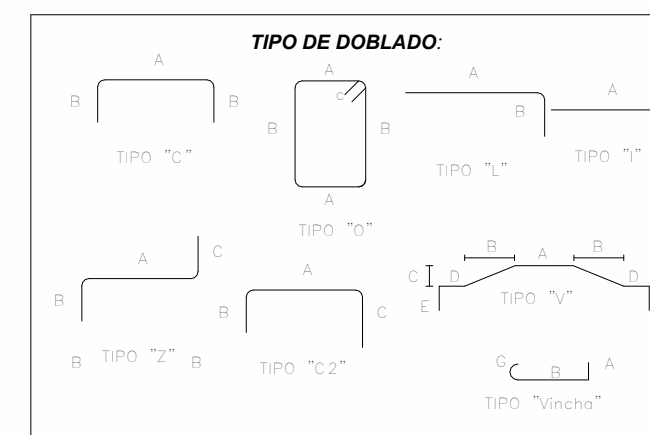 TIPO DE DOBLADO:
A
B B
TIPO "C"
A
c
B B
A
TIPO "O"
A
B
TIPO "L"
A
TIPO "I"
A C
B
B TIPO "Z" B
A
B C
TIPO "C2"
B A B
C D D
E
TIPO "V"
G B A
TIPO "Vincha"